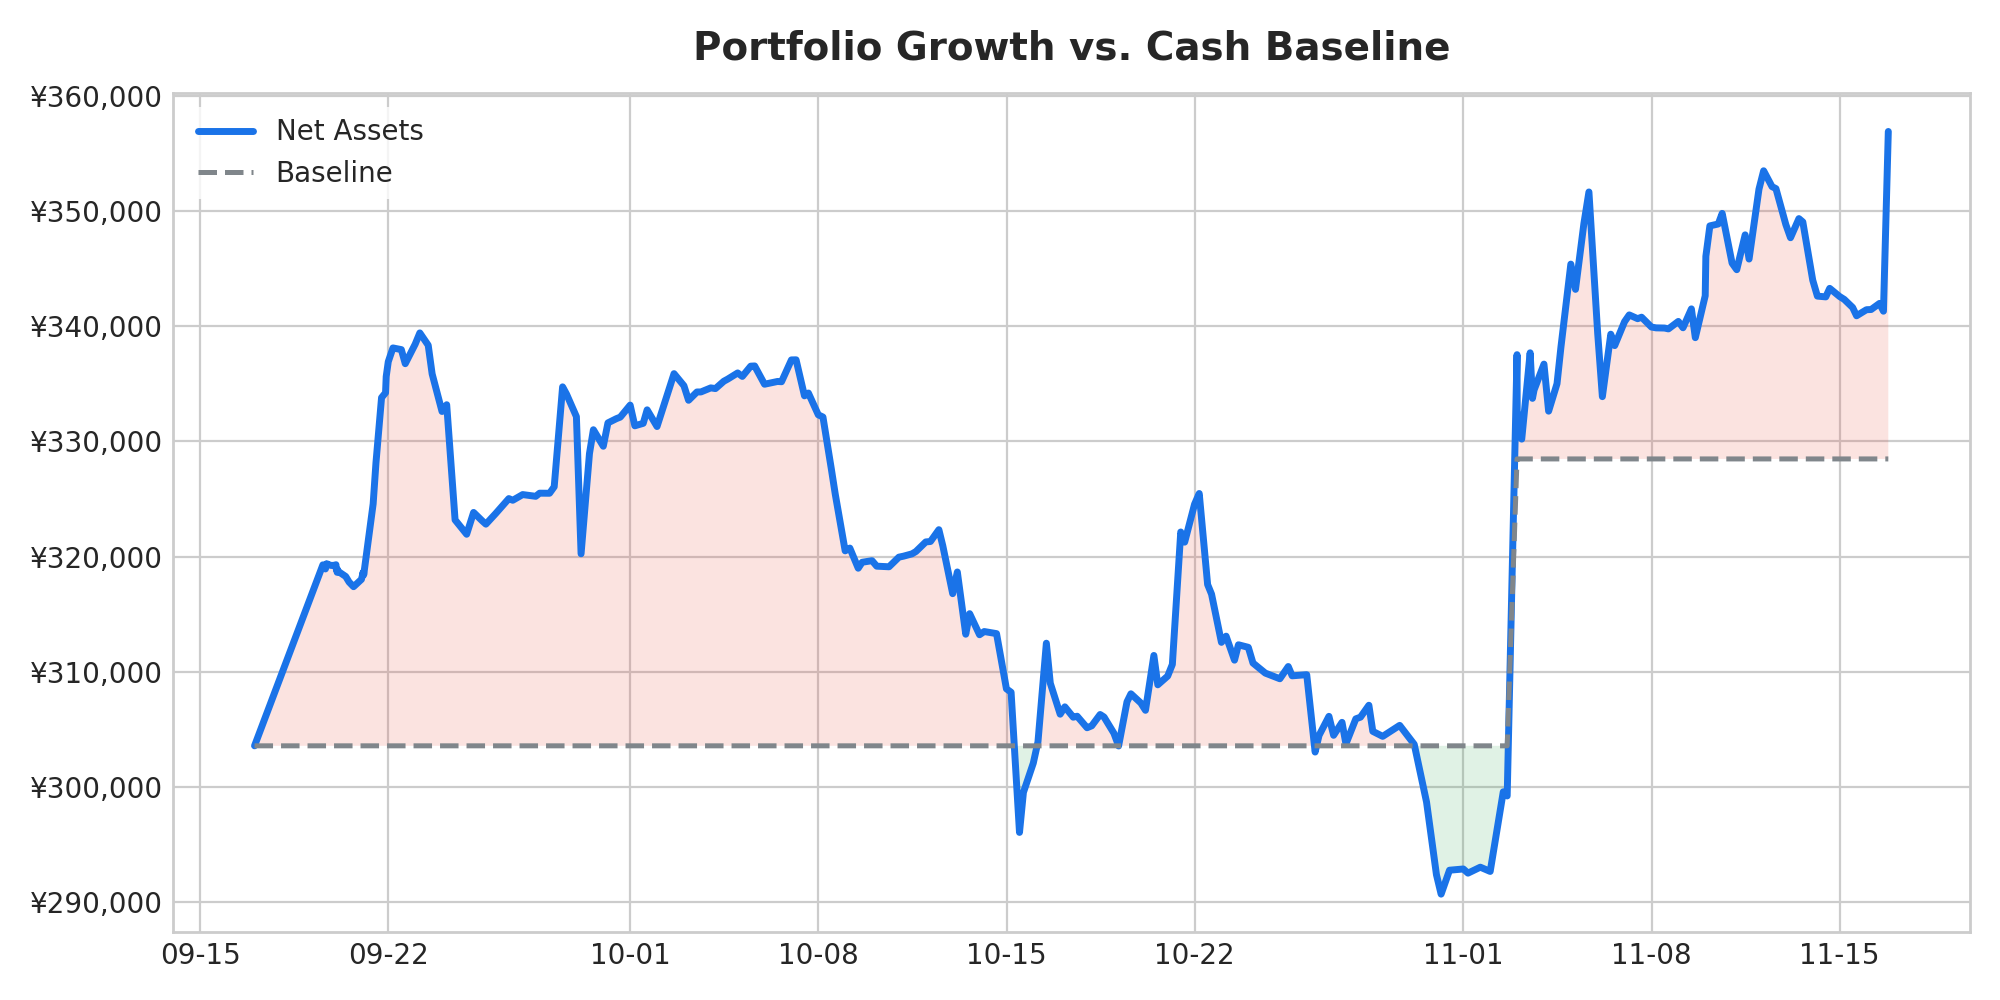 Portfolio Growth vs. Cash Baseline
¥360,000
Net Assets
Baseline
¥350,000
¥340,000
¥330,000
¥320,000
¥310,000
¥300,000
¥290,000
09-15 09-22 10-01 10-08 10-15 10-22 11-01 11-08 11-15